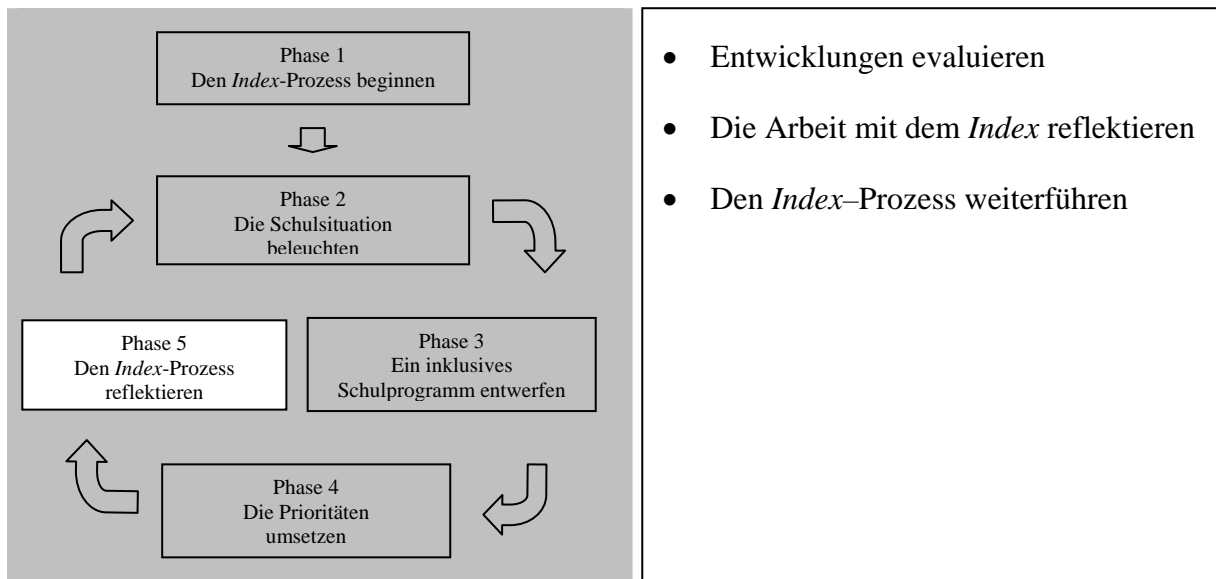 Phase 1
Den Index-Prozess beginnen
Phase 2
Die Schulsituation
beleuchten
Phase 5
Den Index-Prozess
reflektieren
Phase 3
Ein inklusives
Schulprogramm entwerfen
Phase 4
Die Prioritäten
umsetzen
• Entwicklungen evaluieren
• Die Arbeit mit dem Index reflektieren
• Den Index–Prozess weiterführen